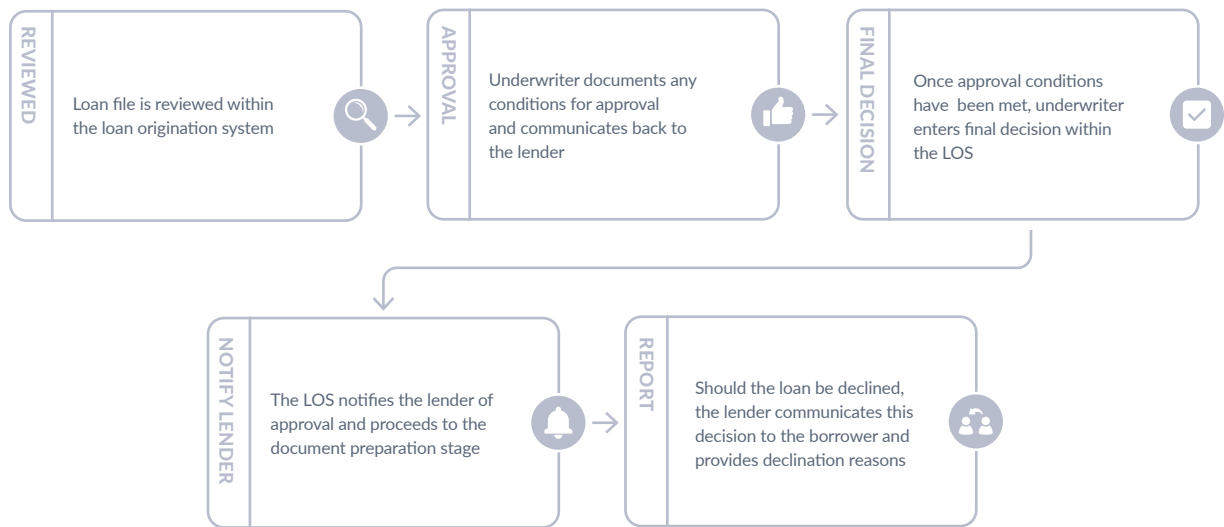 REVIEWED
Loan file is reviewed within
the loan origination system
APPROVAL
Underwriter documents any
conditions for approval
and communicates back to
the lender
FINAL DECISION
Once approval conditions
have been met, underwriter
enters final decision within
the LOS
NOTIFY LENDER
The LOS notifies the lender of
approval and proceeds to the
document preparation stage
REPORT
Should the loan be declined,
the lender communicates this
decision to the borrower and
provides declination reasons